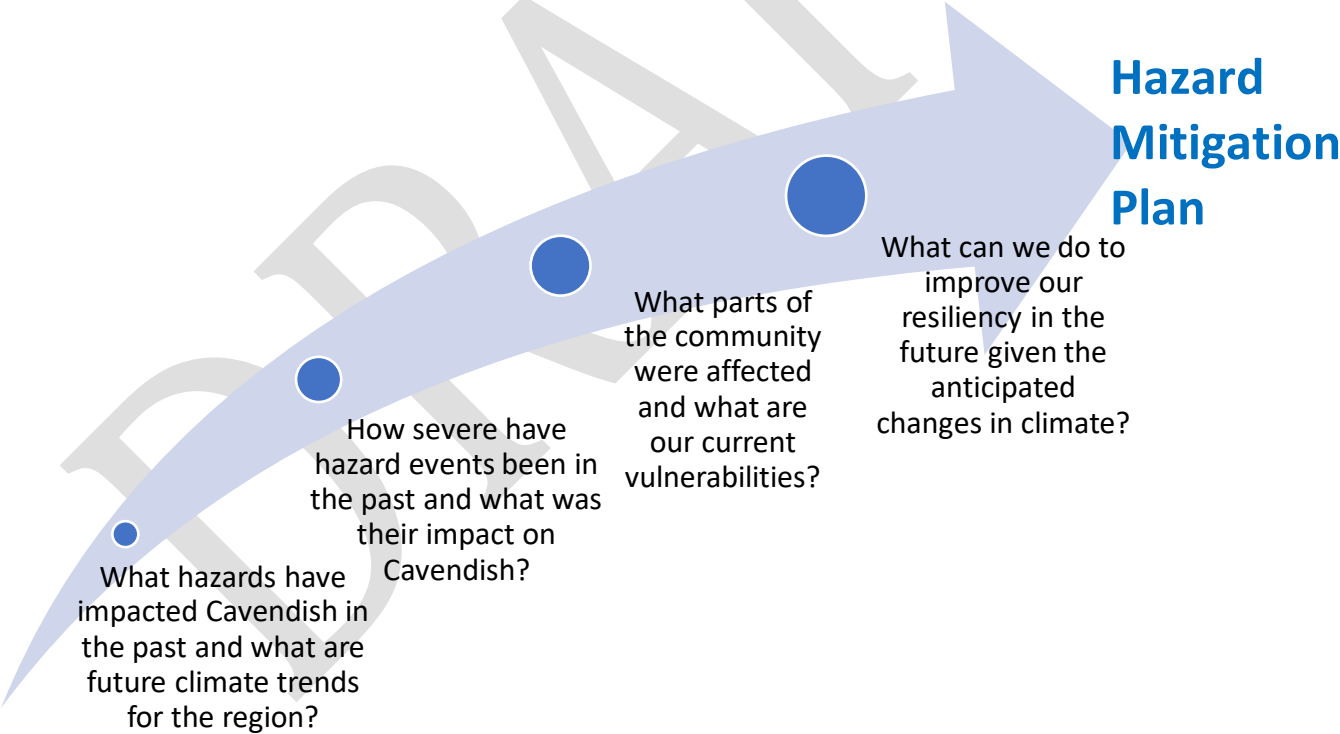 Hazard
Mitigation
Plan
What can we do to
improve our
resiliency in the
future given the
anticipated
changes in climate?
What parts of
the community
were affected
and what are
our current
vulnerabilities?
How severe have
hazard events been in
the past and what was
their impact on
Cavendish?
What hazards have
impacted Cavendish in
the past and what are
future climate trends
for the region?
DRAF